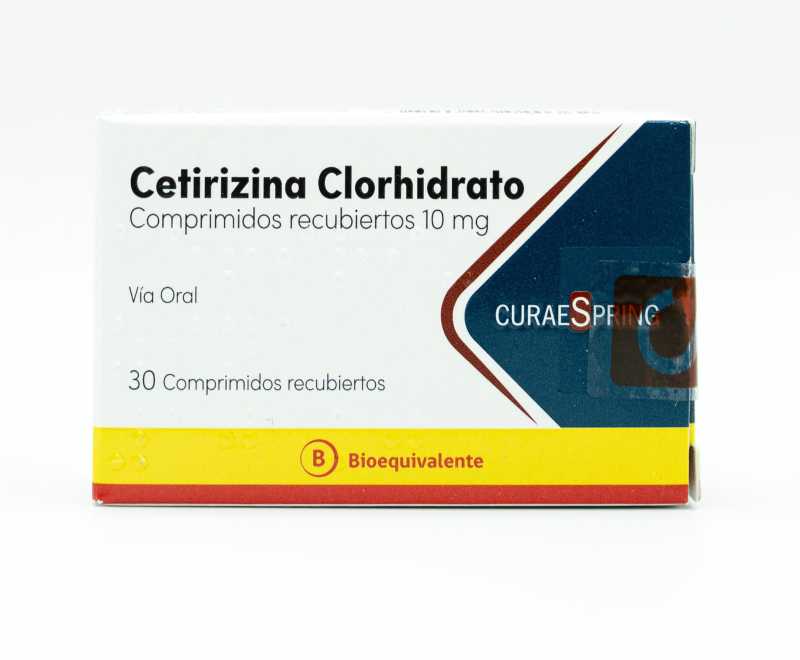 Cetirizina Clorhidrato
Comprimidos recubiertos 10 mg
Vía Oral
CURAESPRING
30 Comprimidos recubiertos
B Bioequivalente